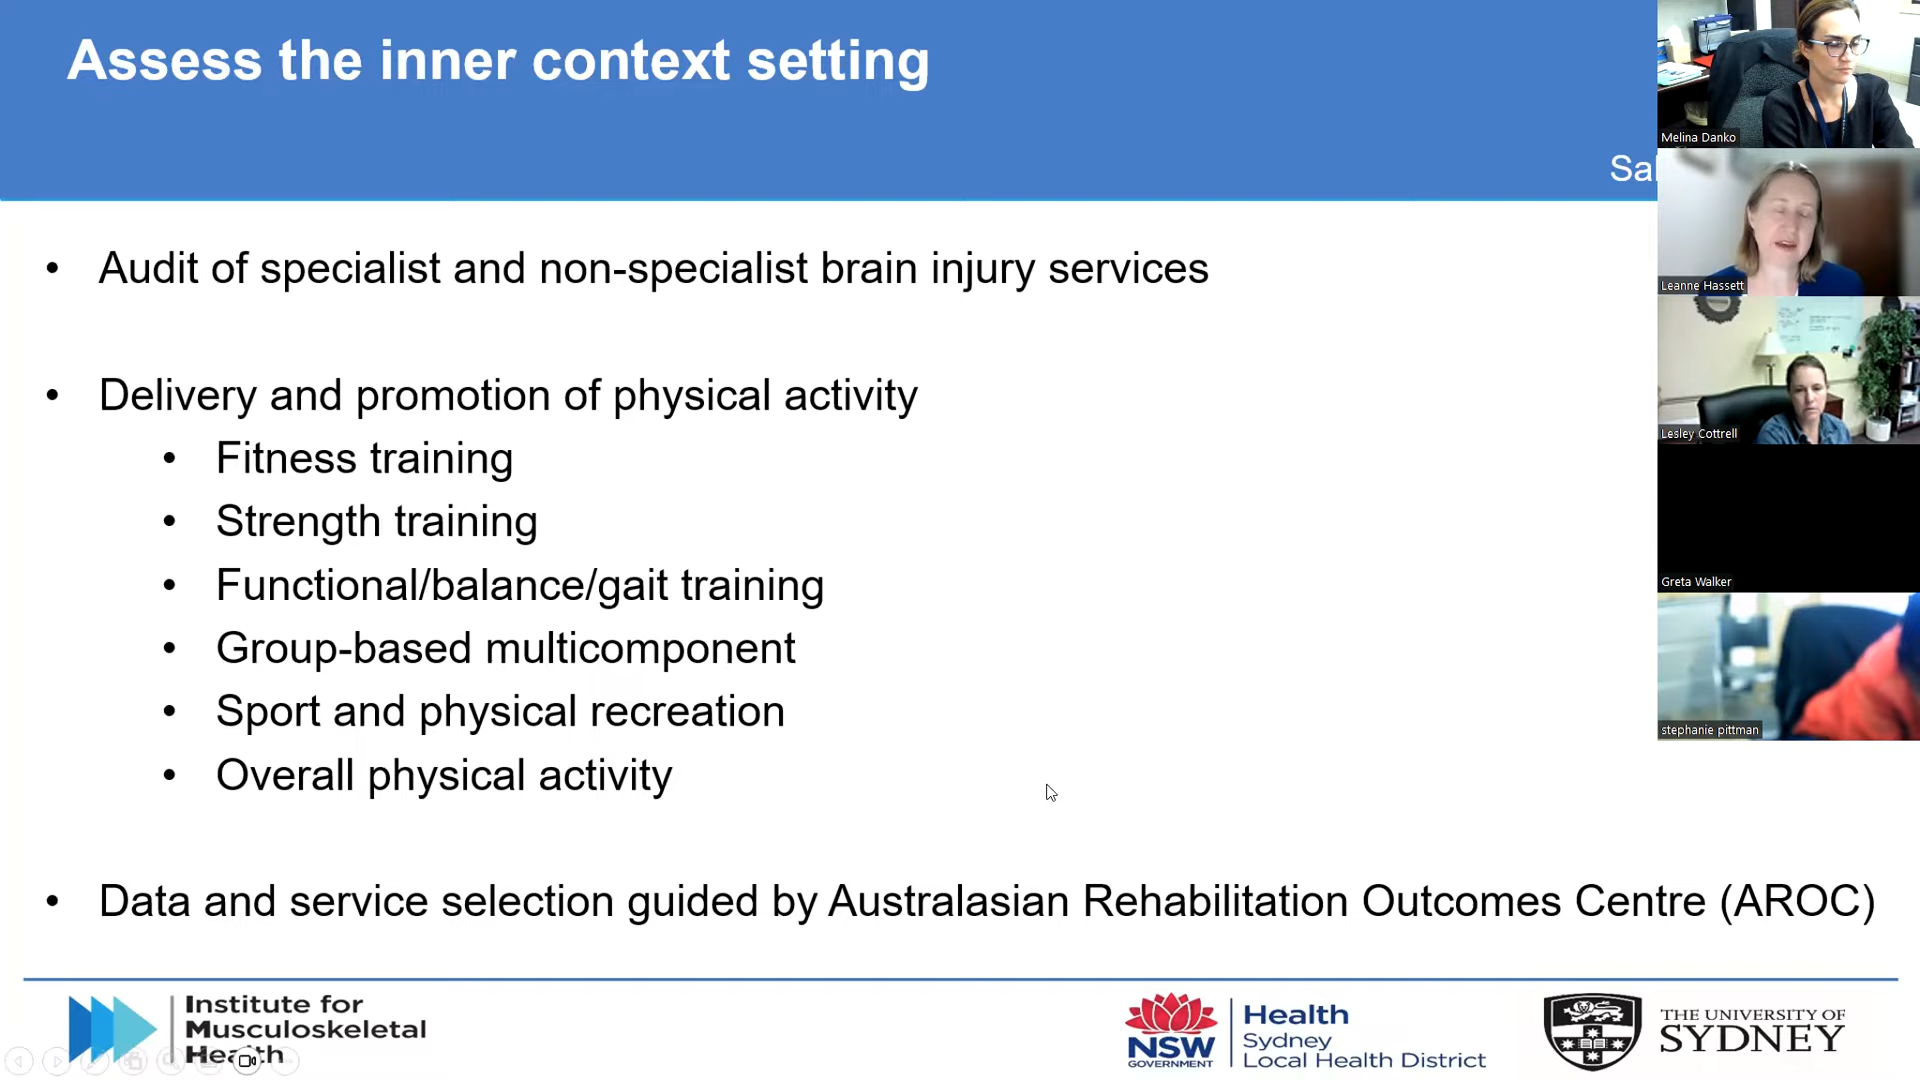 Assess the inner context setting
Sal
• Audit of specialist and non-specialist brain injury services
• Delivery and promotion of physical activity
• Fitness training
• Strength training
• Functional/balance/gait training
• Group-based multicomponent
• Sport and physical recreation
• Overall physical activity
• Data and service selection guided by Australasian Rehabilitation Outcomes Centre (AROC)
Melina Danko
Leanne Hassett
Lesley Cottrell
Greta Walker
stephanie pittman
Institute for
Musculoskeletal
Health
NSW
GOVERNMENT
Health
Sydney
Local Health District
THE UNIVERSITY OF
SYDNEY